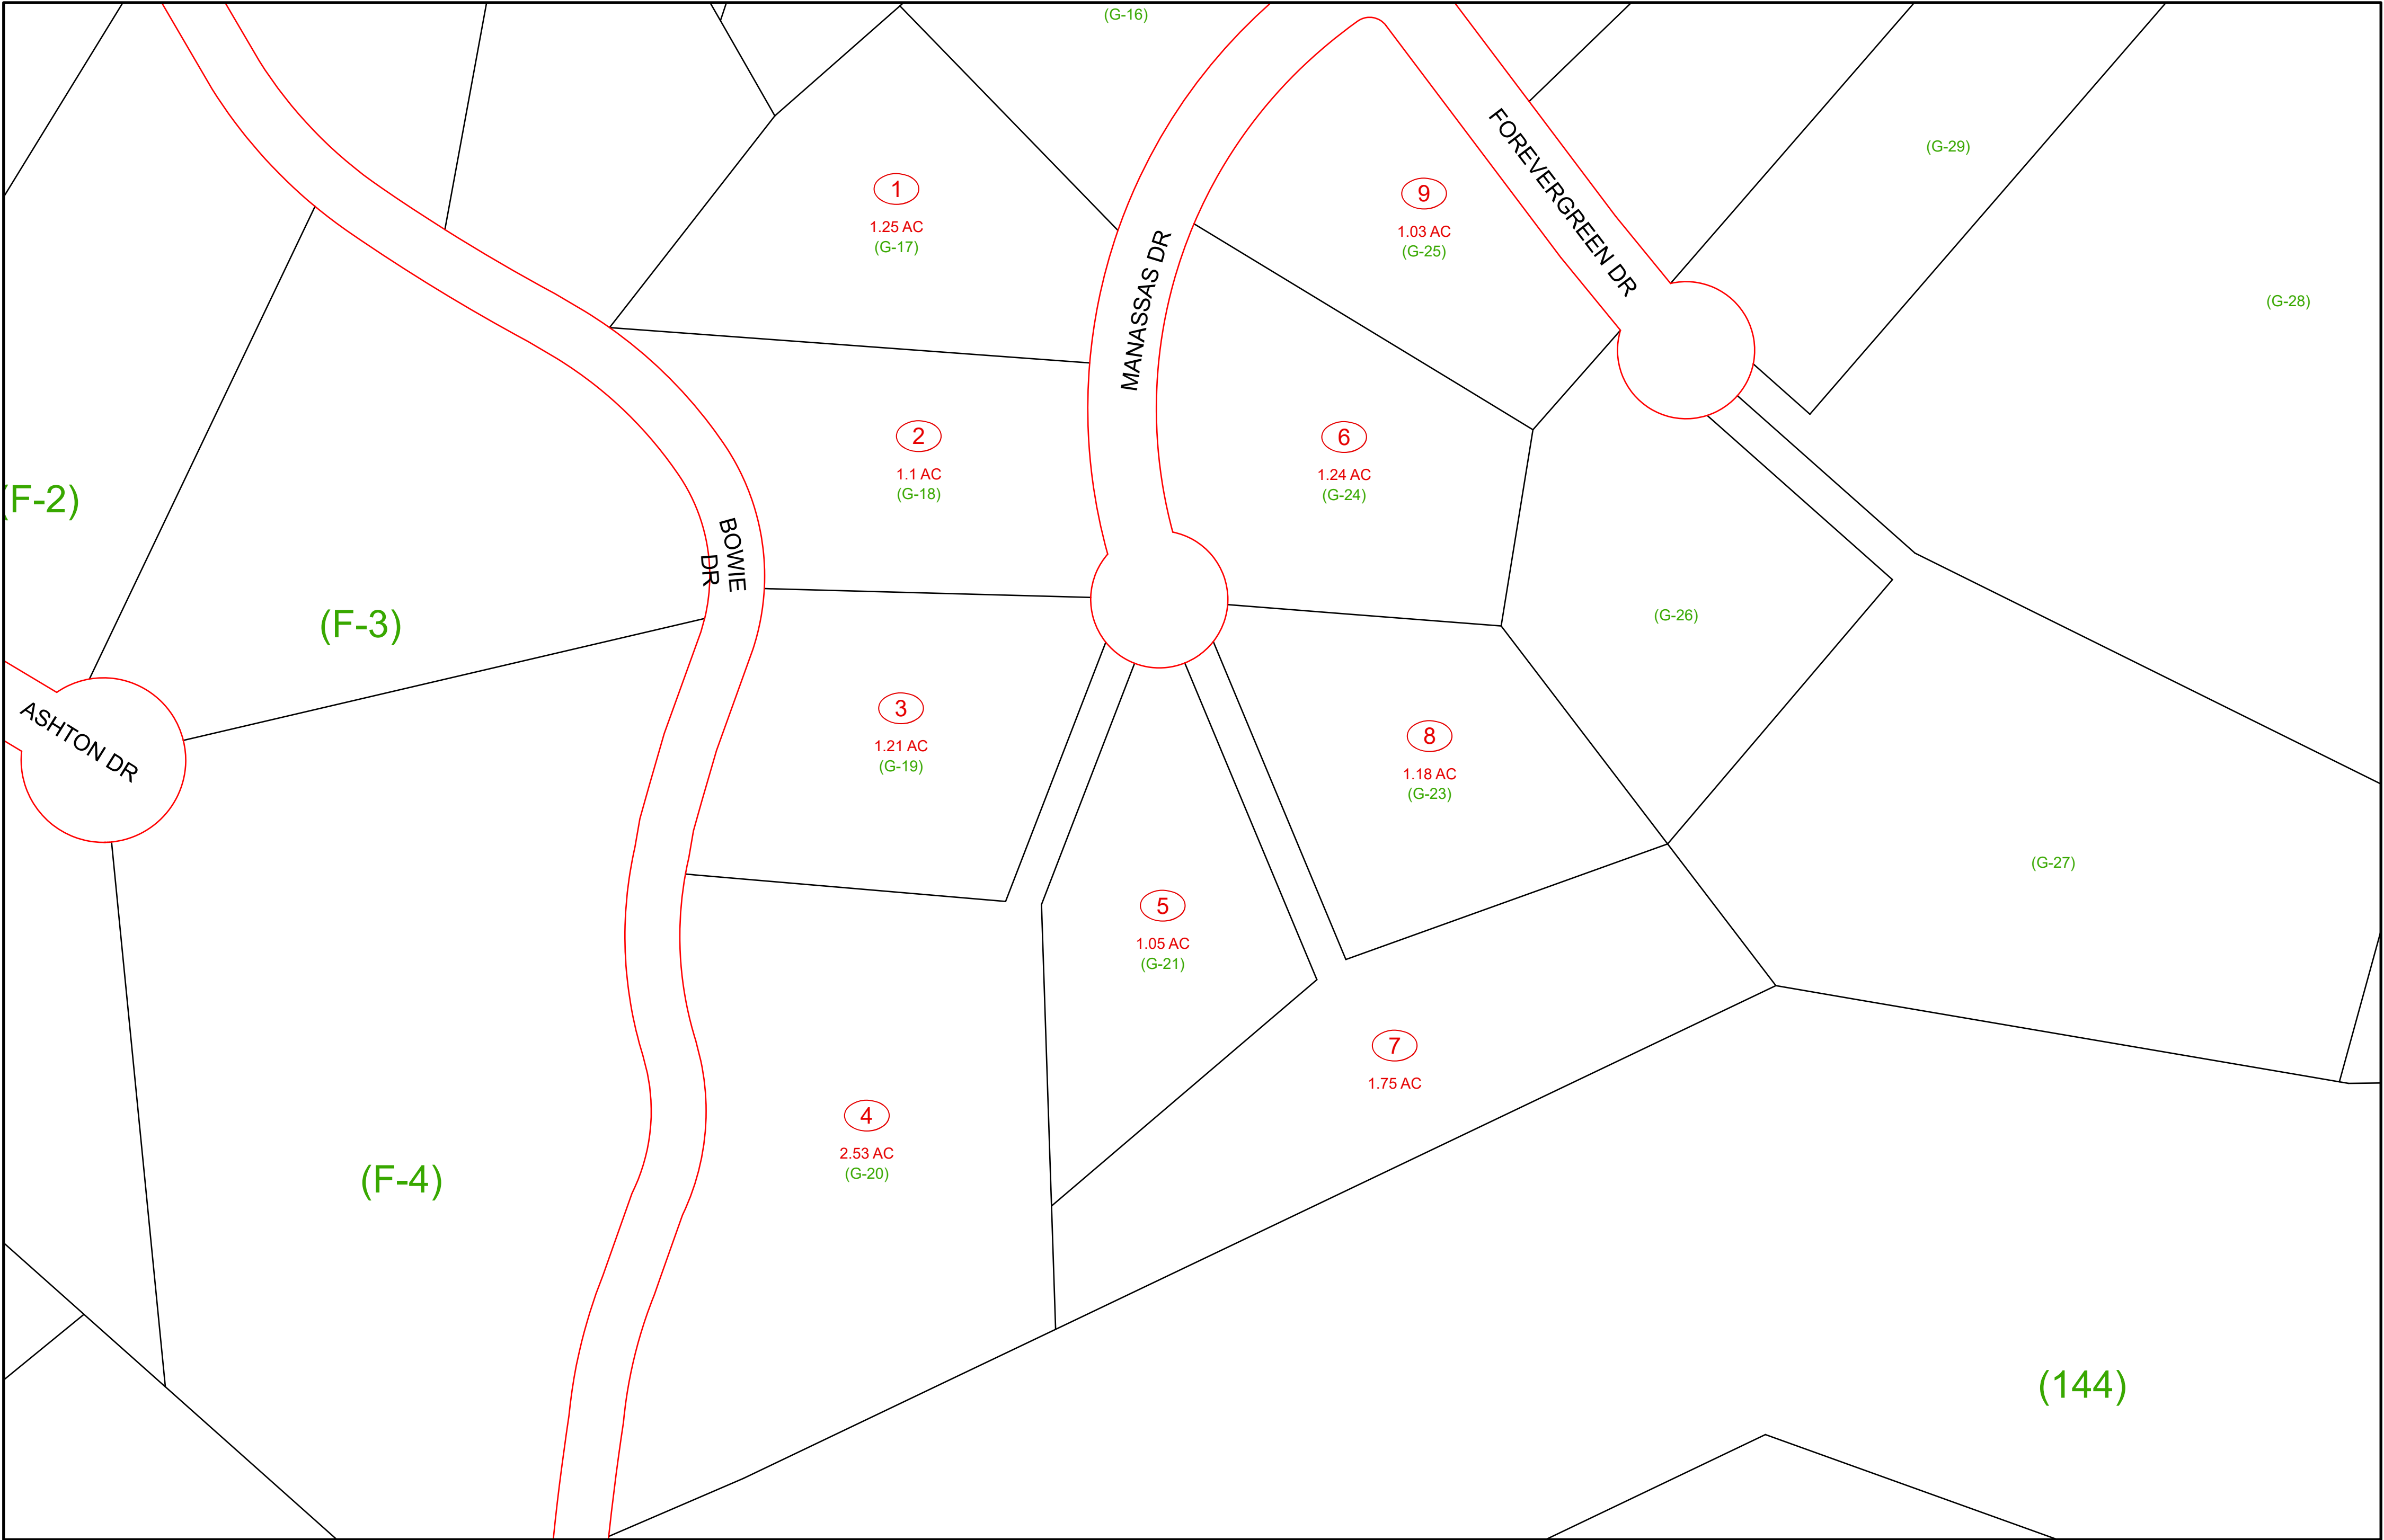 (G-16)
(G-29)
1
1.25 AC
(G-17)
9
1.03 AC
(G-25)
FOREVERGREEN DR
MANASSAS DR
(G-28)
2
1.1 AC
(G-18)
6
1.24 AC
(G-24)
(F-2)
BOWIE
DR
(F-3)
(G-26)
ASHTON DR
3
1.21 AC
(G-19)
8
1.18 AC
(G-23)
(G-27)
5
1.05 AC
(G-21)
7
1.75 AC
4
2.53 AC
(G-20)
(F-4)
(144)